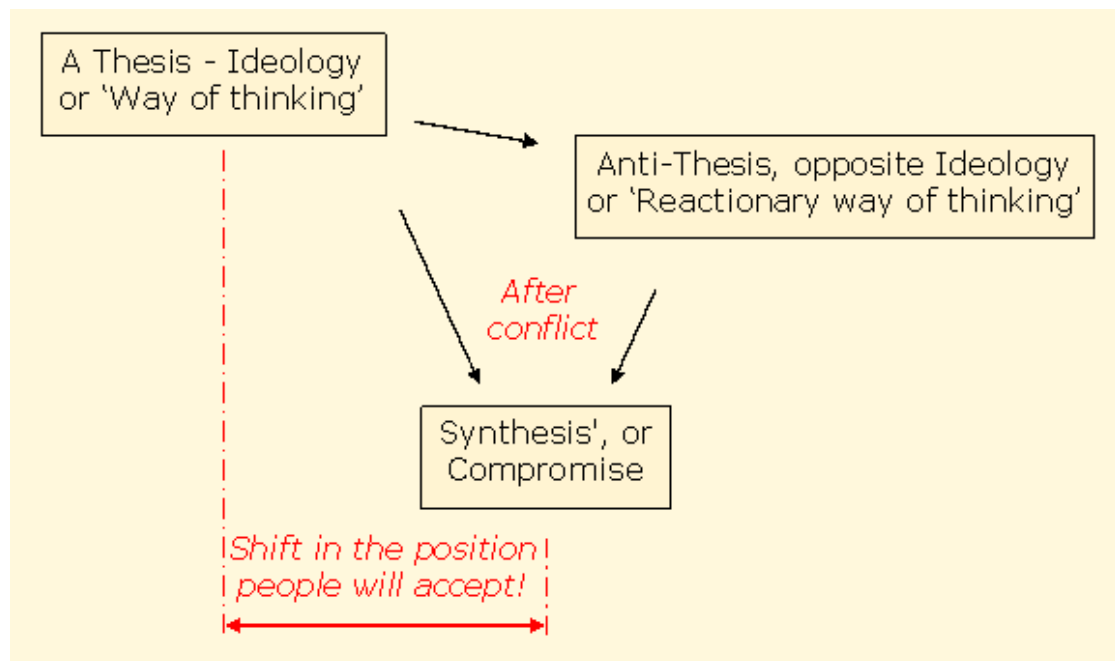 A Thesis - Ideology
or ‘Way of thinking’
Anti-Thesis, opposite Ideology
or ‘Reactionary way of thinking’
After
conflict
Synthesis', or
Compromise
Shift in the position
people will accept!